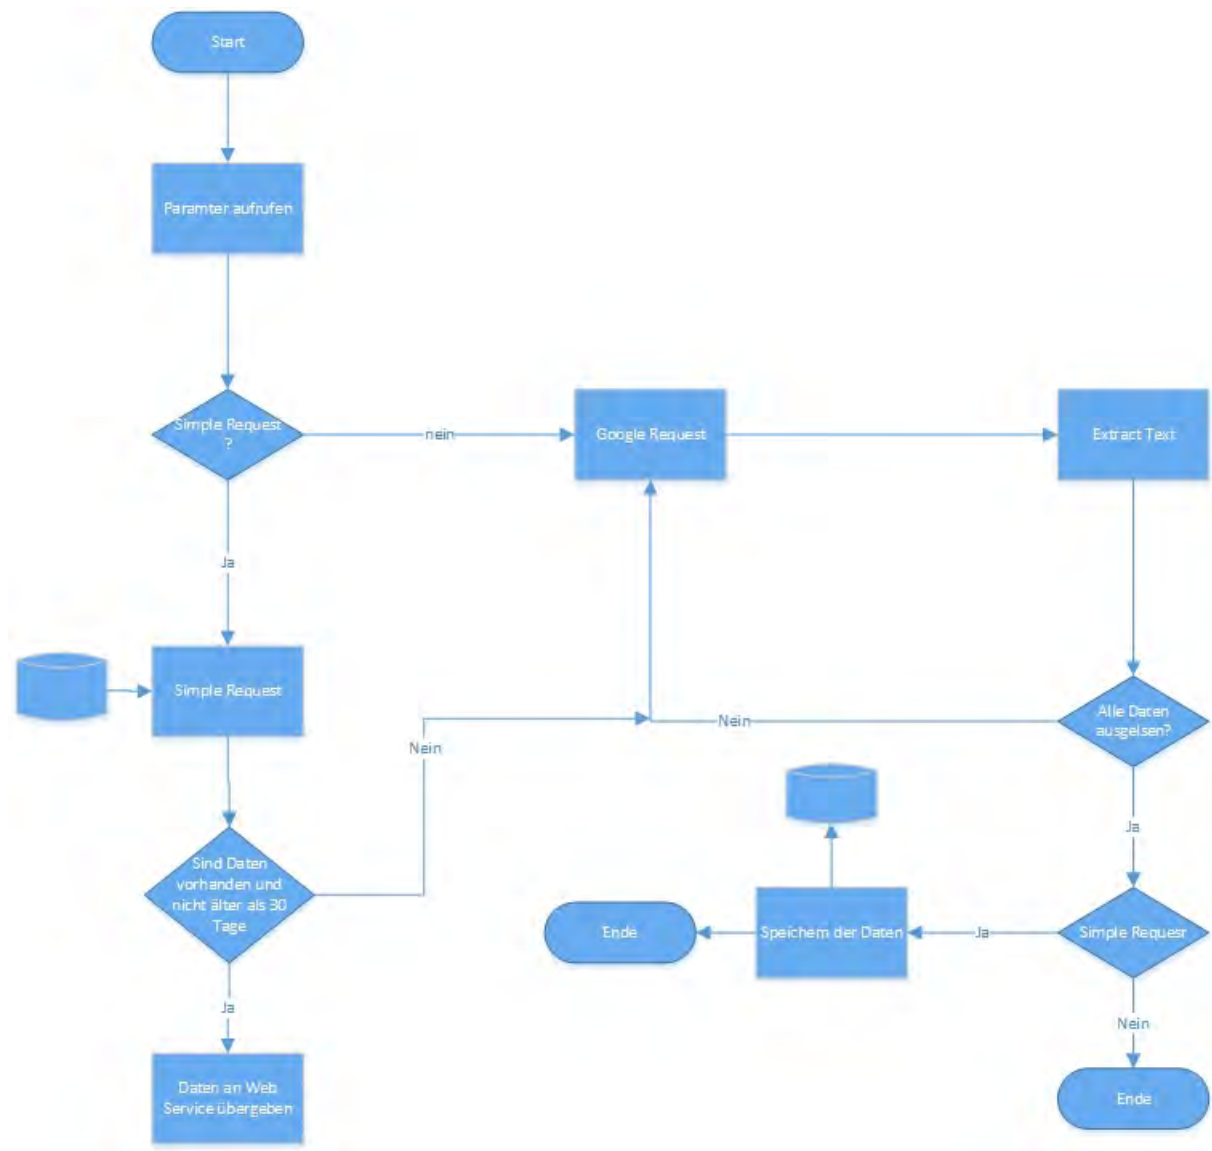 Start
Paramter aufrufen
Simple Request
?
nein
Google Request
Extract Text
Ja
Simple Request
Nein
Nein
Alle Daten
ausgelsen?
Ja
Sind Daten
vorhanden und
nicht älter als 30
Tage
Ende
Speichern der Daten
Ja
Simple Request
Ja
Nein
Daten an Web
Service übergeben
Ende